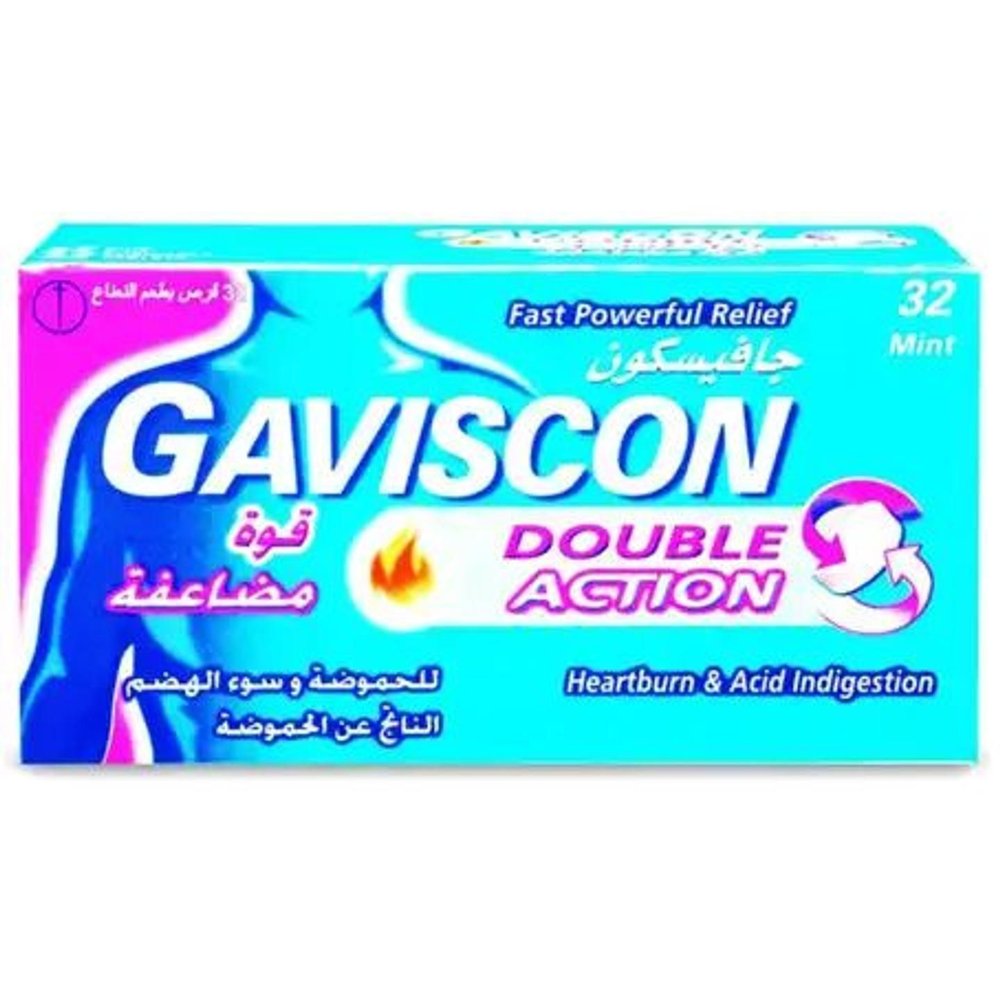 GAVISCON
32 قرص بطعم النعناع
Fast Powerful Relief
32
Mint
جافيسكون
GAVISCON
قوة
مضاعفة
DOUBLE
ACTION
للحموضة و سوء الهضم
الناتج عن الحموضة
Heartburn & Acid Indigestion